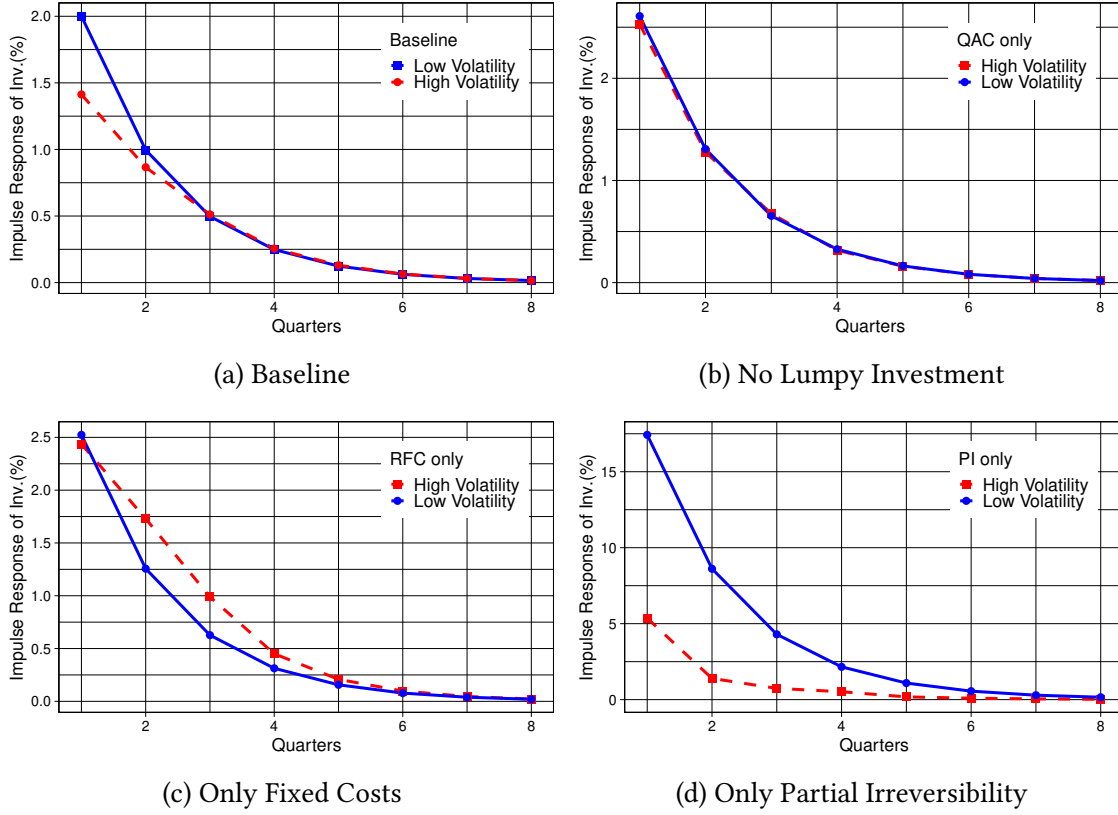 Impulse Response of Inv.(%)
2.0
1.5
1.0
0.5
0.0
Baseline
Low Volatility
High Volatility
2
4
6
8
Quarters
(a) Baseline
Impulse Response of Inv.(%)
2
1
0
QAC only
High Volatility
Low Volatility
2
4
6
8
Quarters
(b) No Lumpy Investment
Impulse Response of Inv.(%)
2.5
2.0
1.5
1.0
0.5
0.0
RFC only
High Volatility
Low Volatility
2
4
6
8
Quarters
(c) Only Fixed Costs
Impulse Response of Inv.(%)
15
10
5
0
PI only
High Volatility
Low Volatility
2
4
6
8
Quarters
(d) Only Partial Irreversibility